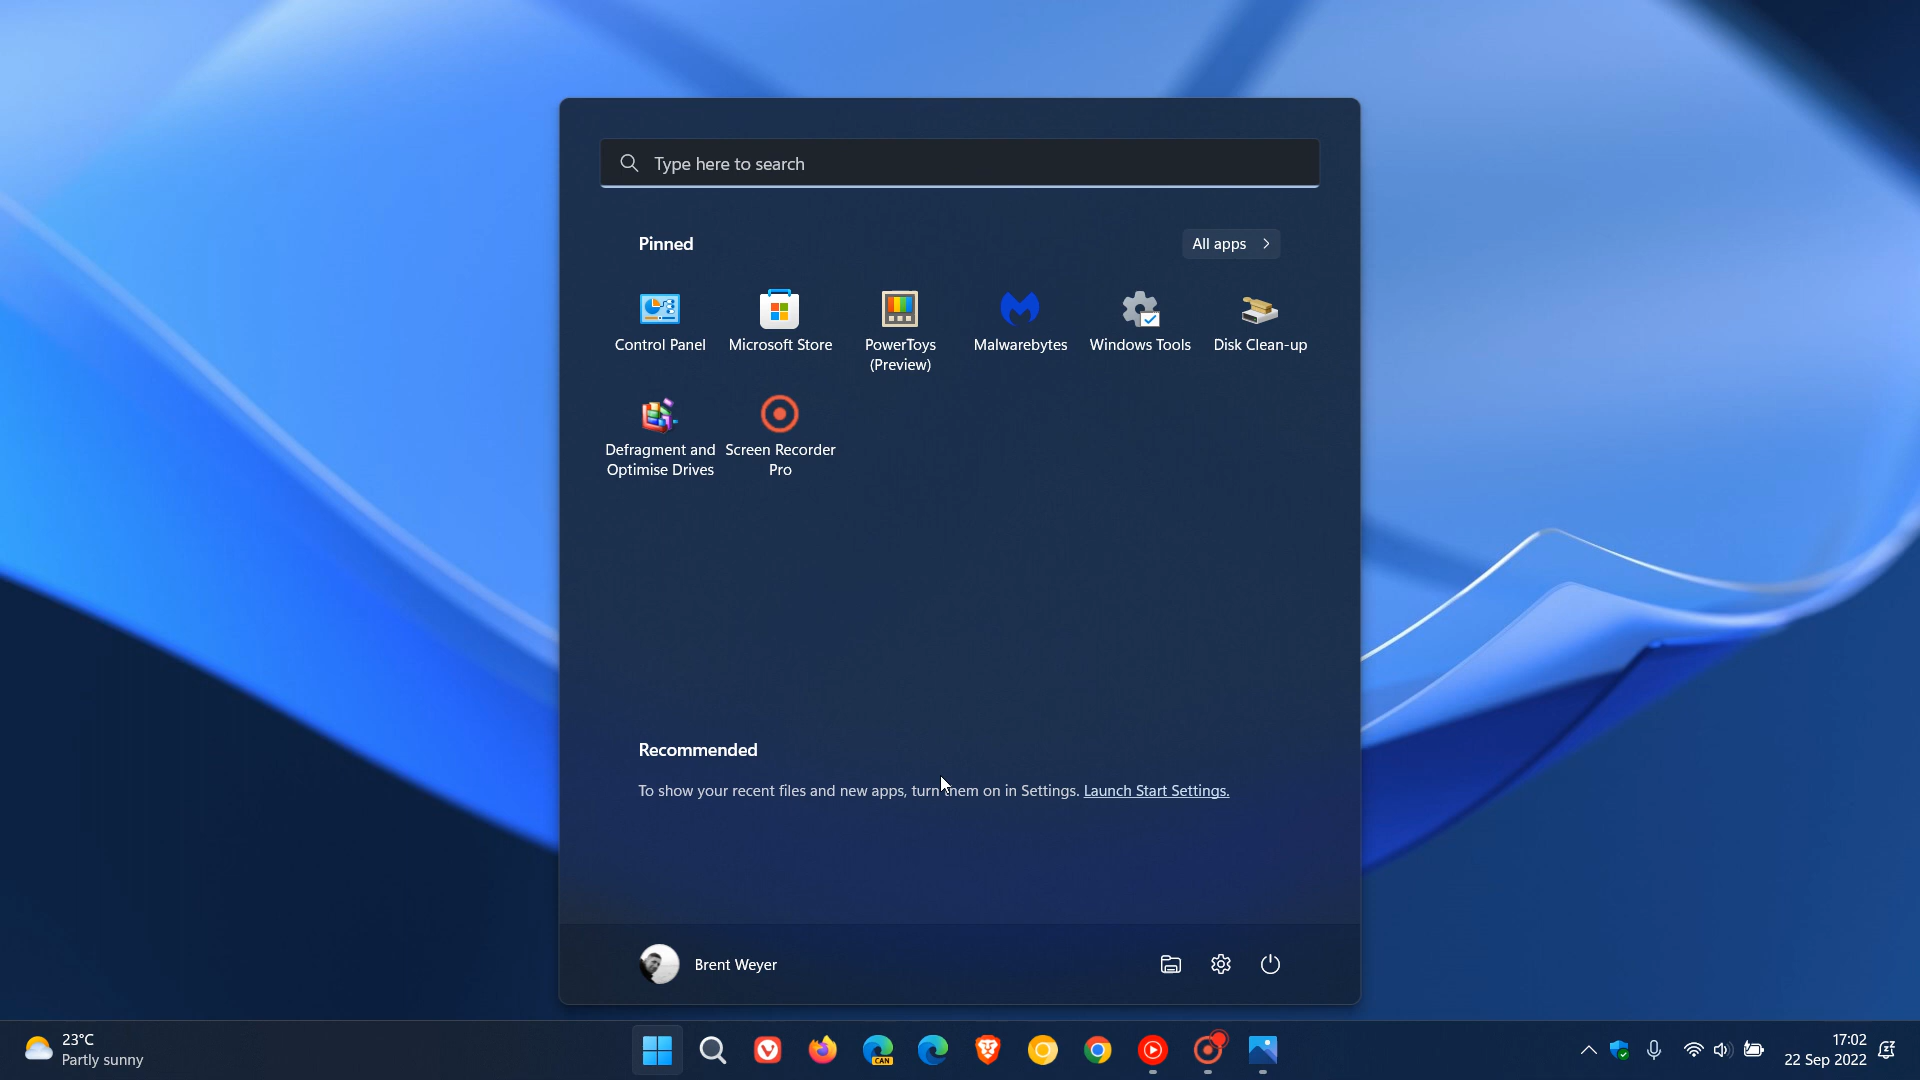 Type here to search
Pinned
All apps
Control Panel
Microsoft Store
PowerToys
(Preview)
Malwarebytes
Windows Tools
Disk Clean-up
Defragment and
Optimise Drives
Screen Recorder
Pro
Recommended
To show your recent files and new apps, turn them on in Settings. Launch Start Settings.
Brent Weyer
23°C
Partly sunny
CAN
17:02
22 Sep 2022